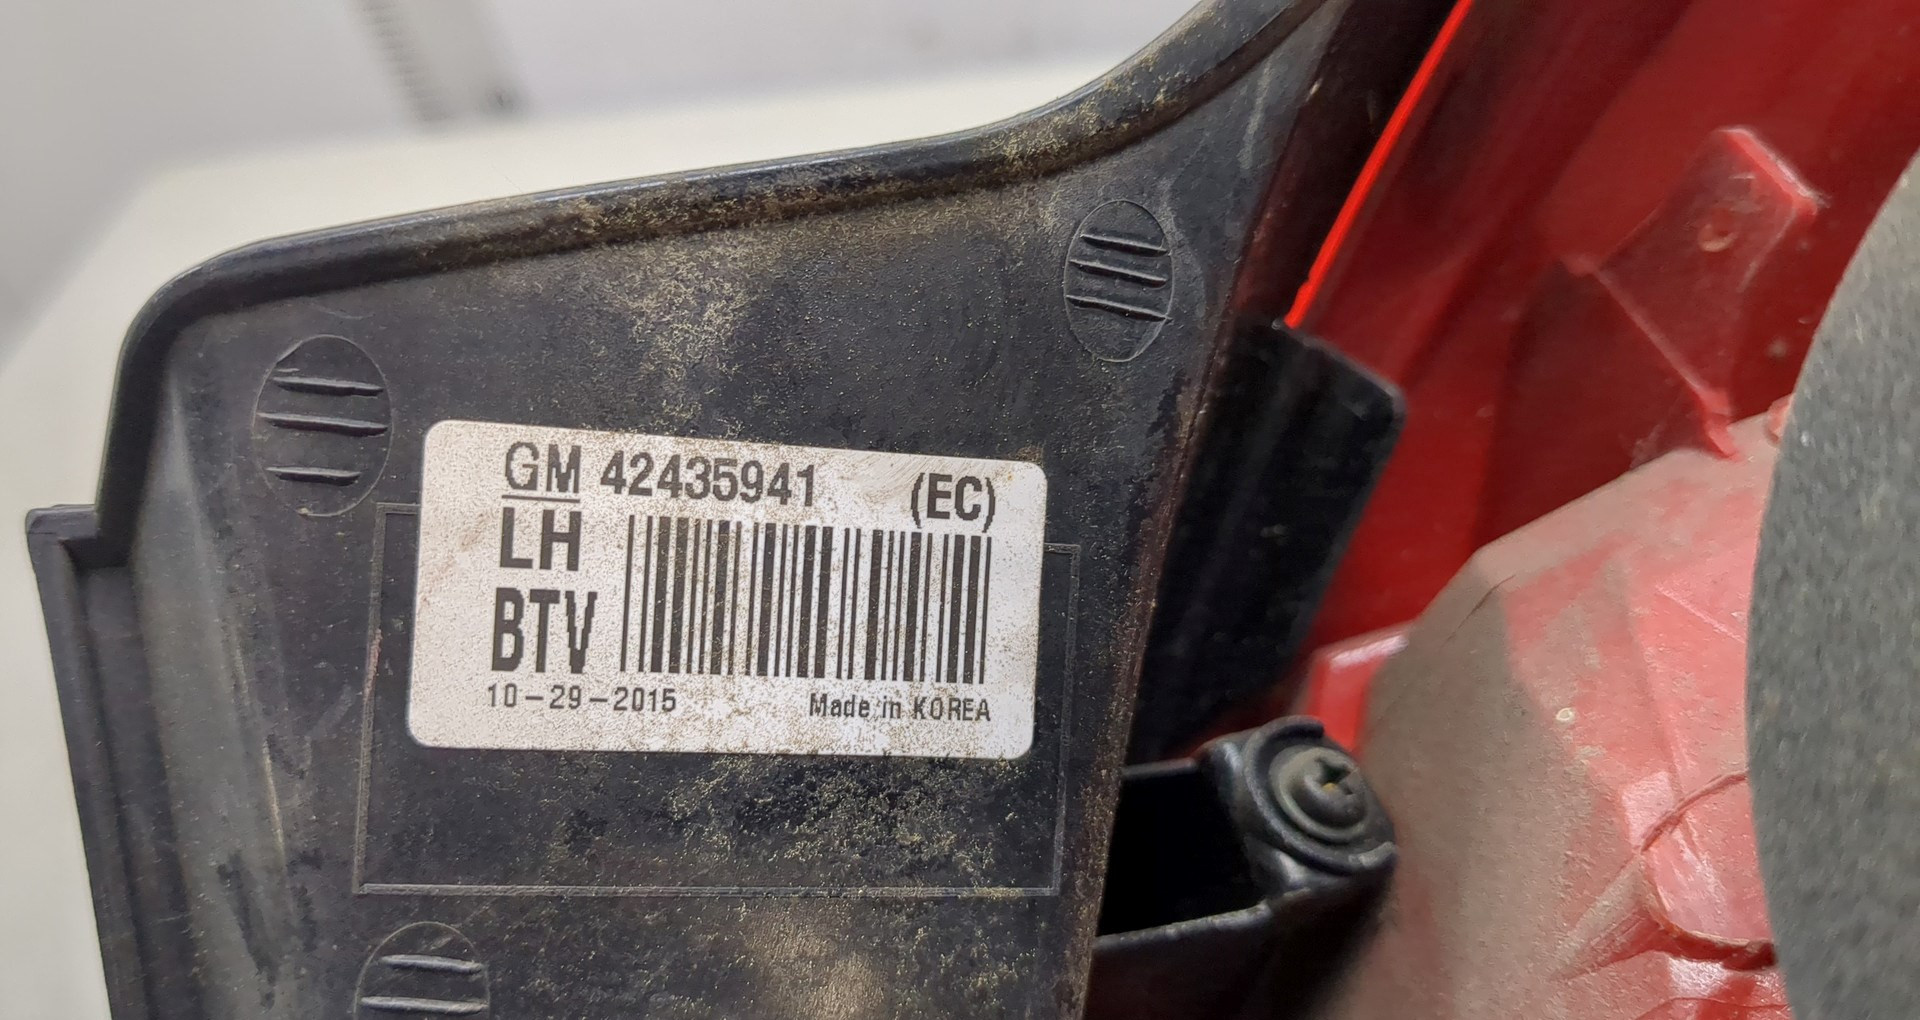 GM 42435941 (EC)
LH
BTV
10-29-2015 Made in KOREA